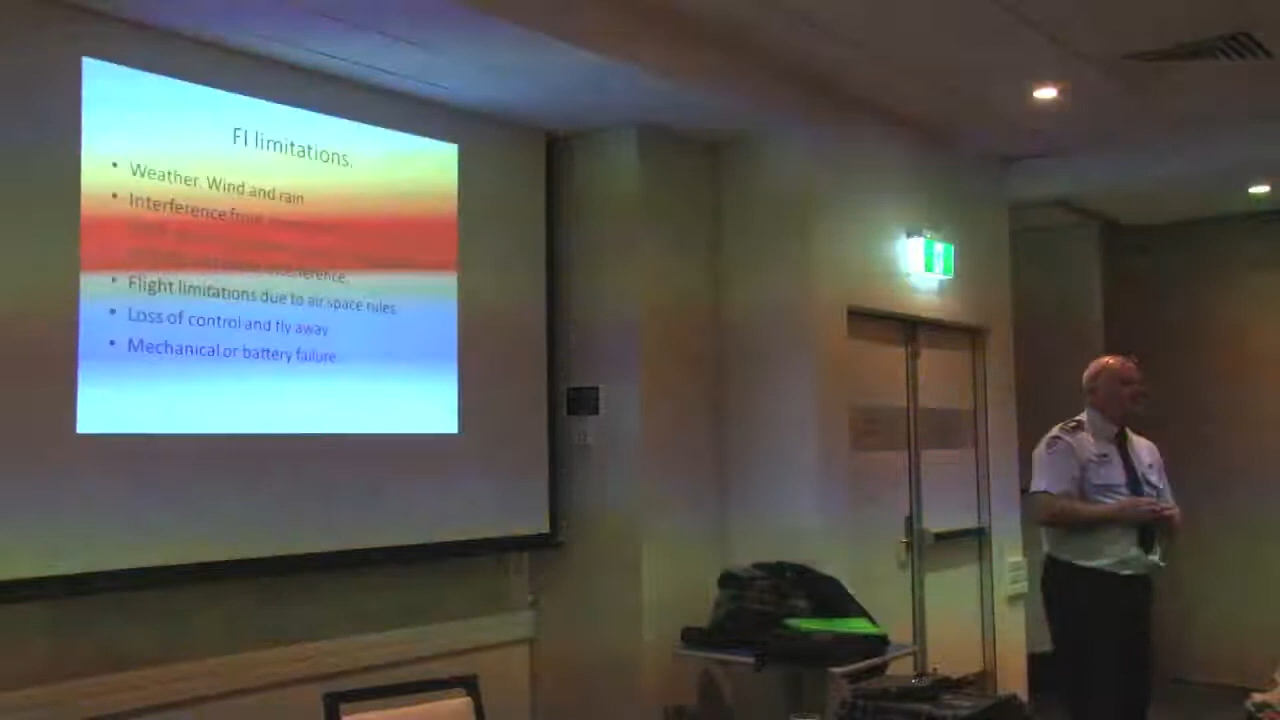 FI limitations.
• Weather. Wind and rain
• Interference from
interference.
• Flight limitations due to air space rules
• Loss of control and fly away
• Mechanical or battery failure